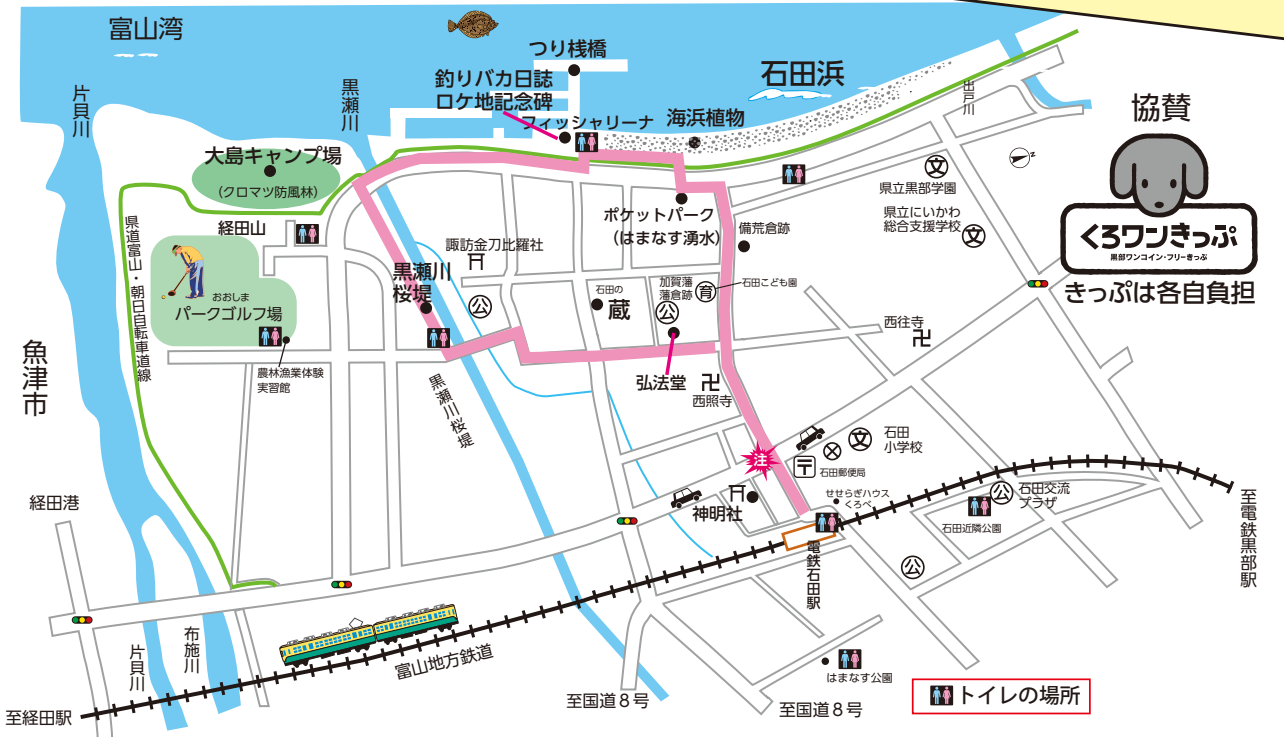 富山湾
つり桟橋
石田浜
釣りバカ日誌
ロケ地記念碑
フィッシャリーナ
海浜植物
片貝川
黒瀬川
出戸川
協賛
くろワンきっぷ
黒部ワンコイン・フリーきっぷ
きっぷは各自負担
Z
大島キャンプ場
(クロマツ防風林)
文
県立黒部学園
県立にいかわ
総合支援学校
文
ポケットパーク
(はまなす湧水)
備荒倉跡
県道富山・朝日自転車道線
経田山
諏訪金刀比羅社
黒瀬川
桜堤
公
石田の
蔵
加賀藩
藩倉跡
公
育
石田こども園
おおしま
パークゴルフ場
西往寺
卍
魚津市
農林漁業体験
実習館
黒瀬川桜堤
弘法堂
卍
西照寺
文
石田
小学校
注
〒
石田郵便局
経田港
神明社
せせらぎハウス
くろべ
公
石田交流
プラザ
石田近隣公園
至電鉄黒部駅
電鉄石田駅
公
布施川
片貝川
富山地方鉄道
はまなす公園
至経田駅
至国道8号
至国道8号
トイレの場所